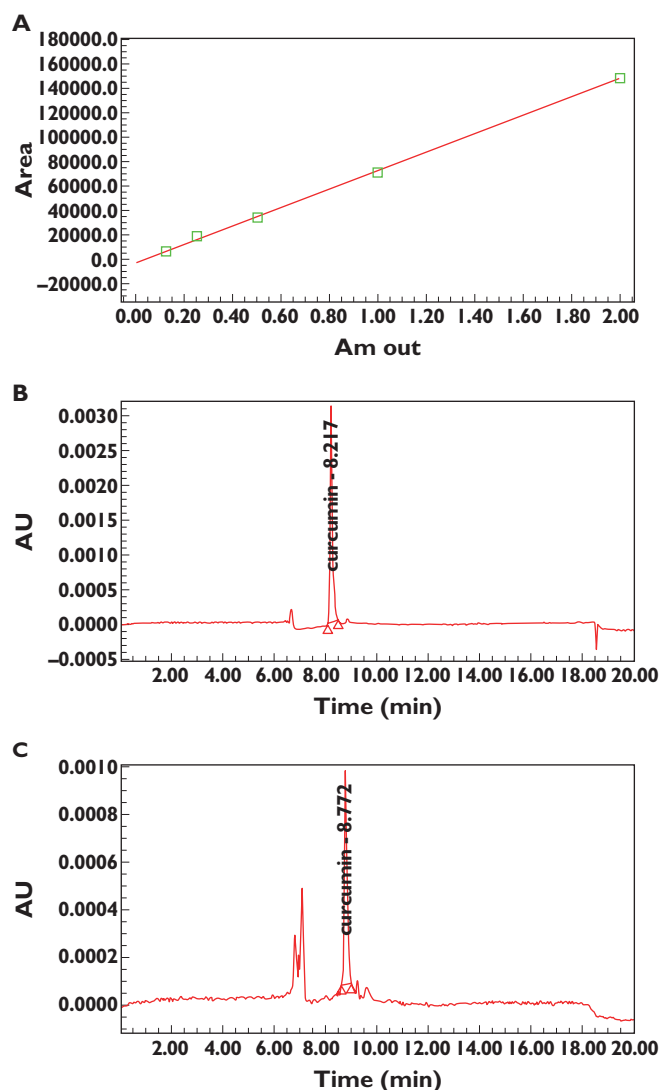 A
180000.0
160000.0
140000.0
120000.0
100000.0
80000.0
60000.0
40000.0
20000.0
0.0
−20000.0
Area
0.00 0.20 0.40 0.60 0.80 1.00 1.20 1.40 1.60 1.80 2.00
Am out
B
0.0030
0.0025
0.0020
0.0015
0.0010
0.0005
0.0000
−0.0005
AU
curcumin - 8.217
2.00 4.00 6.00 8.00 10.00 12.00 14.00 16.00 18.00 20.00
Time (min)
C
0.0010
0.0008
0.0006
0.0004
0.0002
0.0000
AU
curcumin - 8.772
2.00 4.00 6.00 8.00 10.00 12.00 14.00 16.00 18.00 20.00
Time (min)